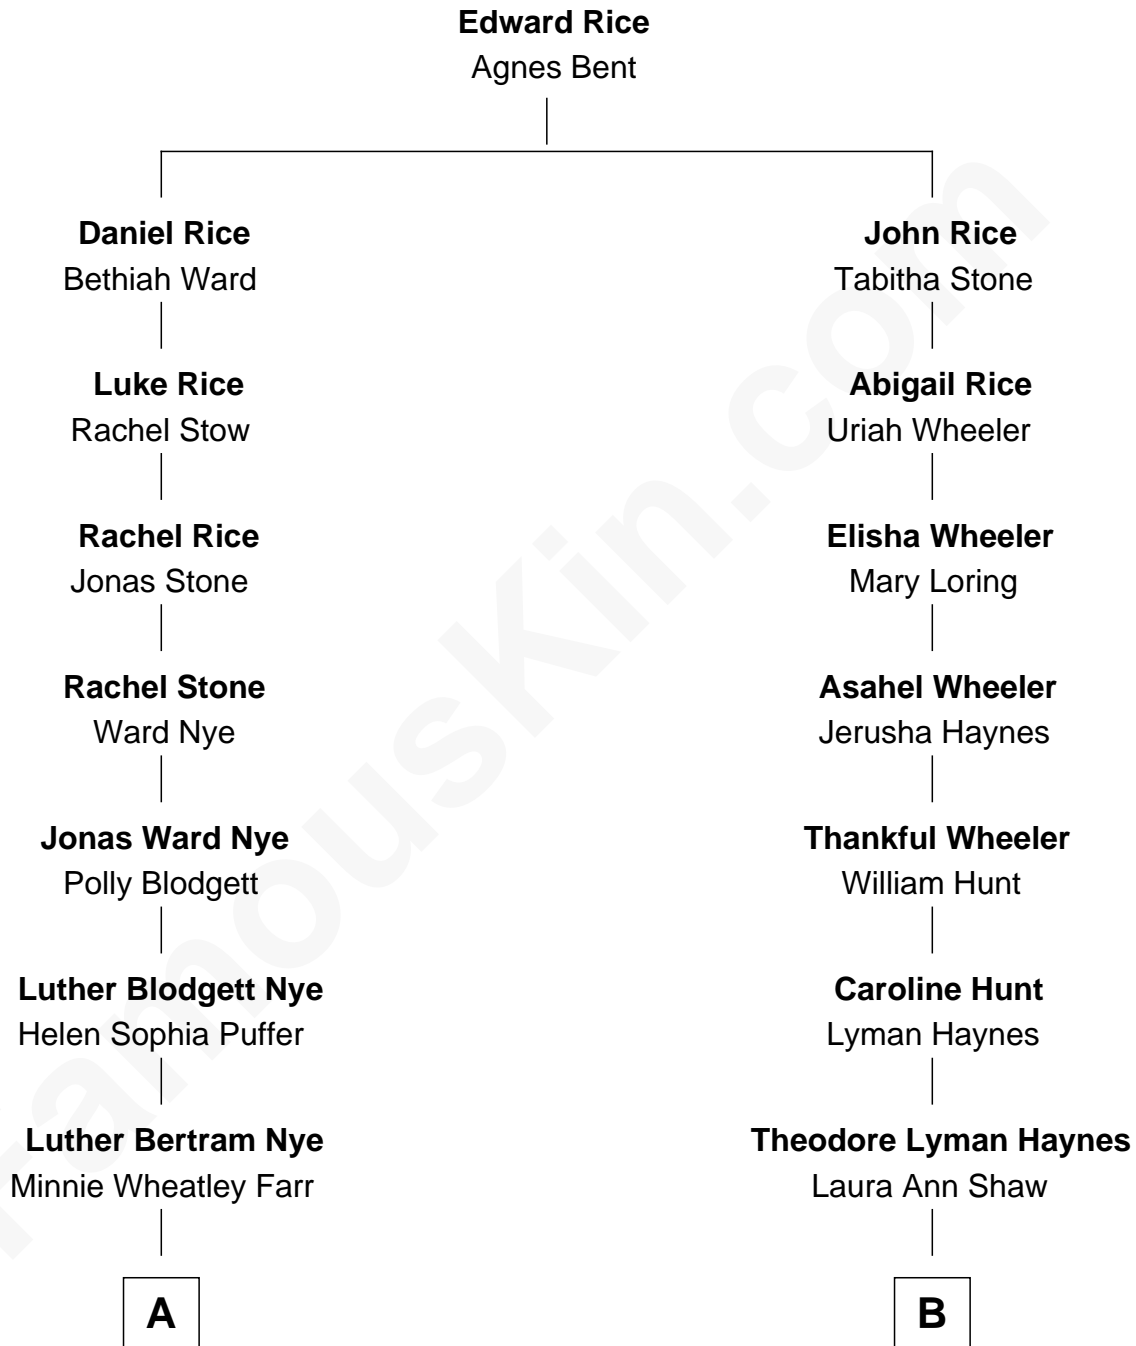 Edward Rice
Agnes Bent
Daniel Rice
Bethiah Ward
John Rice
Tabitha Stone
Luke Rice
Rachel Stow
Abigail Rice
Uriah Wheeler
Rachel Rice
Jonas Stone
Elisha Wheeler
Mary Loring
Rachel Stone
Ward Nye
Asahel Wheeler
Jerusha Haynes
Jonas Ward Nye
Polly Blodgett
Thankful Wheeler
William Hunt
Luther Blodgett Nye
Helen Sophia Puffer
Caroline Hunt
Lyman Haynes
Luther Bertram Nye
Minnie Wheatley Farr
Theodore Lyman Haynes
Laura Ann Shaw
A
B
FamousKin.com